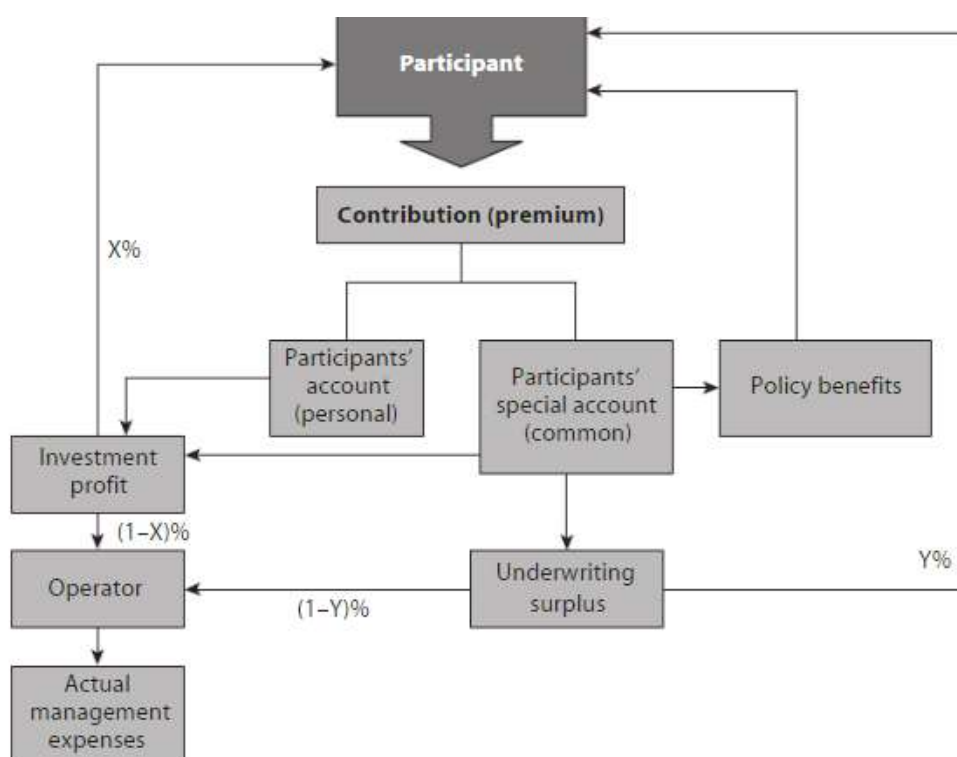 Participant
Contribution (premium)
X%
Participants'
account
(personal)
Participants'
special account
(common)
Policy benefits
Investment
profit
(1–X)%
Operator
(1–Y)%
Underwriting
surplus
Y%
Actual
management
expenses